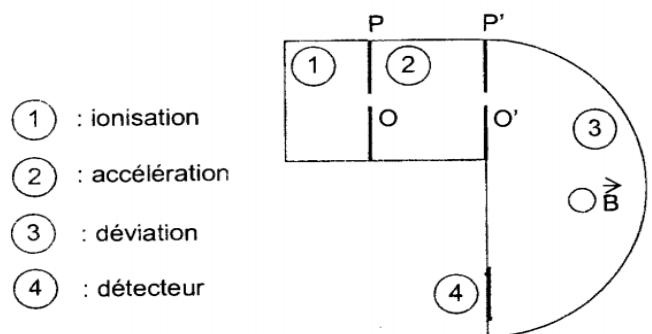 P P'
1 2
O O'
3
B
4
1 : ionisation
2 : accélération
3 : déviation
4 : détecteur